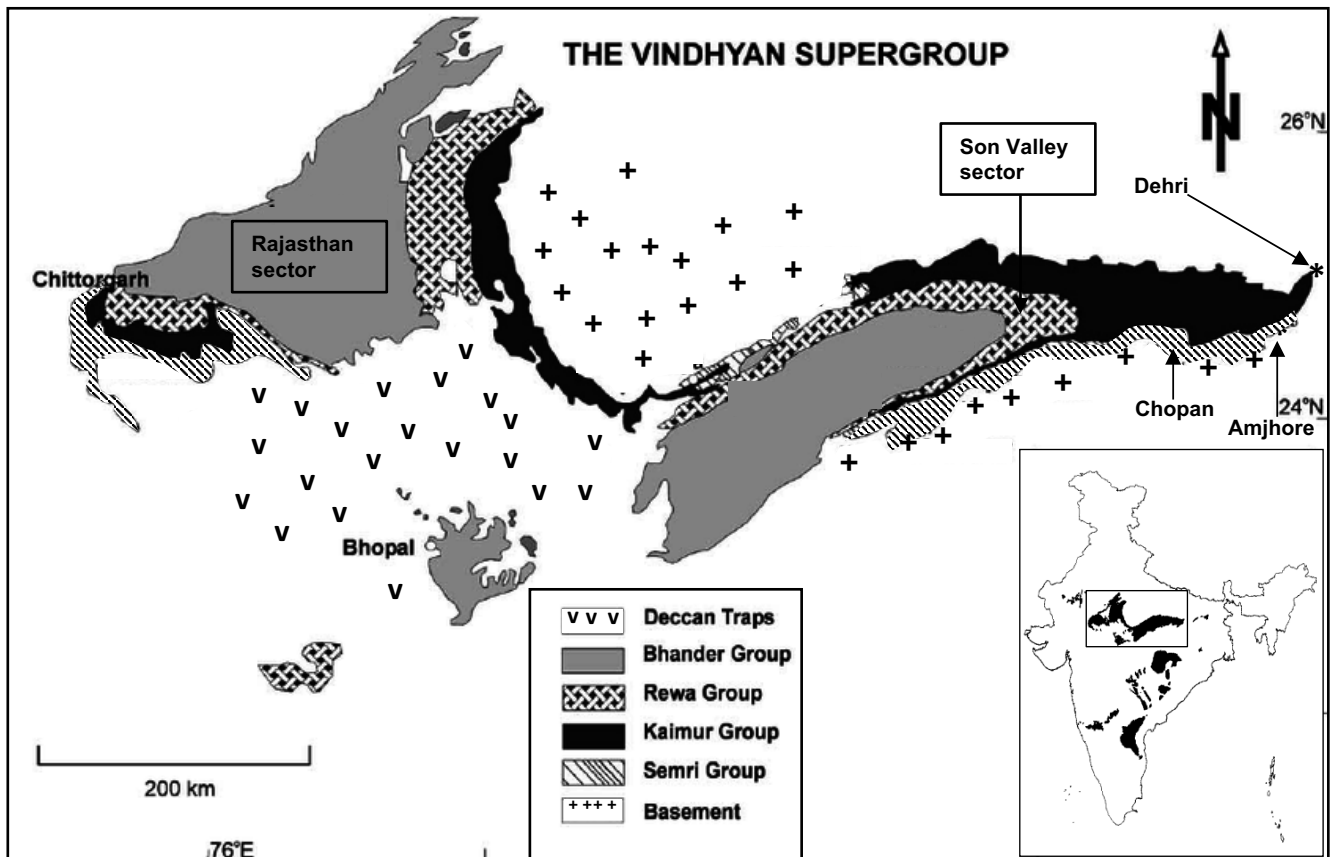 THE VINDHYAN SUPERGROUP
N
26°N
Son Valley
sector
Dehri
*
Rajasthan
sector
Chittorgarh
Chopan
24°N
Amjhore
Bhopal
v v v Deccan Traps
Bhander Group
Rewa Group
Kaimur Group
Semri Group
++++ Basement
200 km
76°E